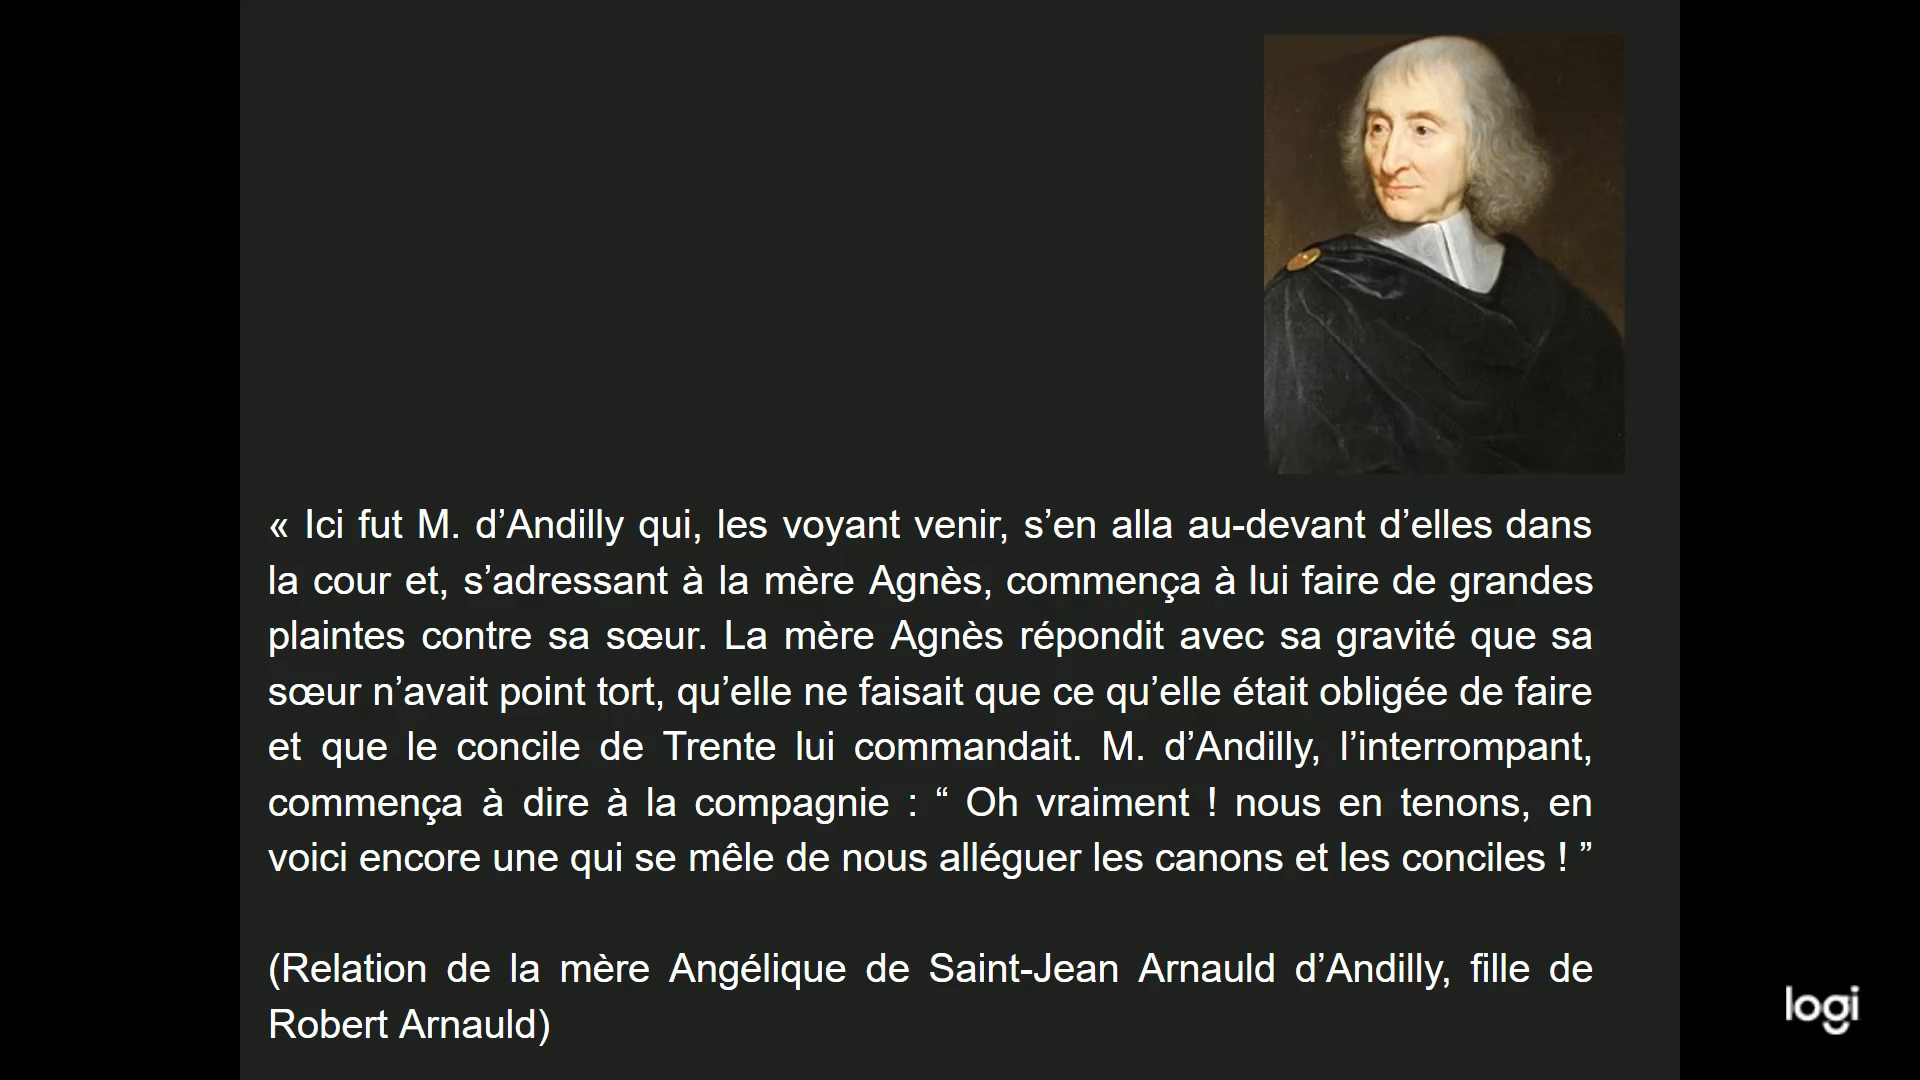 « Ici fut M. d’Andilly qui, les voyant venir, s’en alla au-devant d’elles dans
la cour et, s’adressant à la mère Agnès, commença à lui faire de grandes
plaintes contre sa sœur. La mère Agnès répondit avec sa gravité que sa
sœur n’avait point tort, qu’elle ne faisait que ce qu’elle était obligée de faire
et que le concile de Trente lui commandait. M. d’Andilly, l’interrompant,
commença à dire à la compagnie : “ Oh vraiment ! nous en tenons, en
voici encore une qui se mêle de nous alléguer les canons et les conciles ! ”
(Relation de la mère Angélique de Saint-Jean Arnauld d’Andilly, fille de
Robert Arnauld)
logi